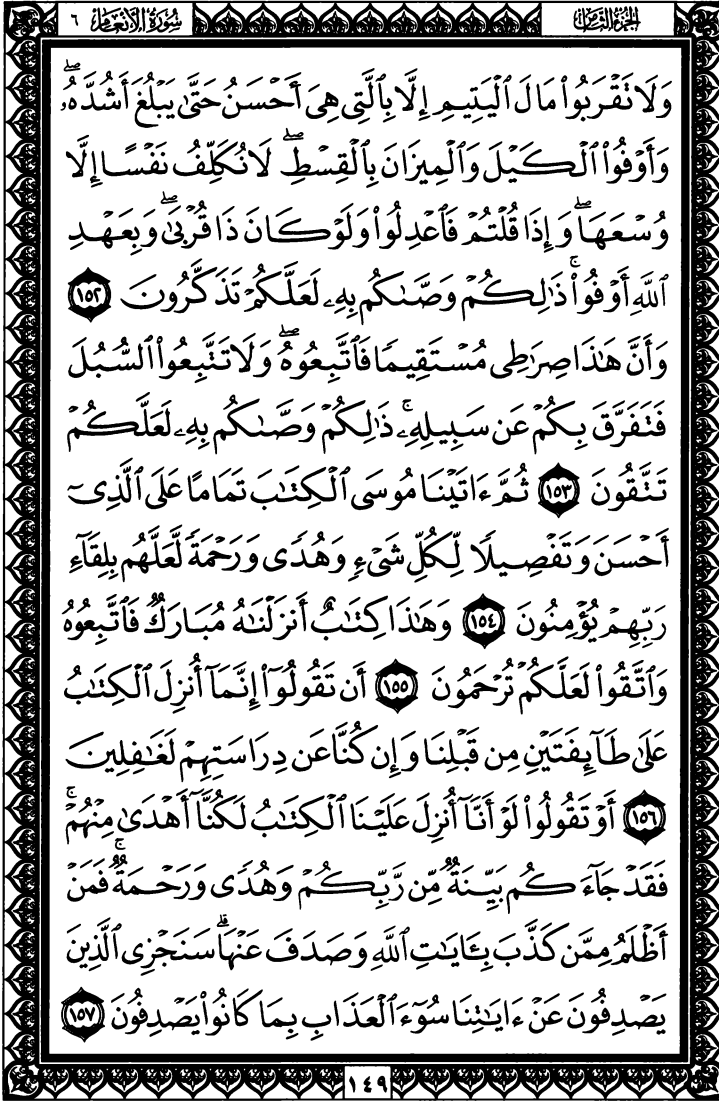 الجزء الثامن
سورة الأنعام ٦
وَلَا تَقْرَبُوا۟ مَالَ ٱلْيَتِيمِ إِلَّا بِٱلَّتِى هِىَ أَحْسَنُ حَتَّىٰ يَبْلُغَ أَشُدَّهُۥ ۖ
وَأَوْفُوا۟ ٱلْكَيْلَ وَٱلْمِيزَانَ بِٱلْقِسْطِ ۖ لَا نُكَلِّفُ نَفْسًا إِلَّا
وُسْعَهَا ۖ وَإِذَا قُلْتُمْ فَٱعْدِلُوا۟ وَلَوْ كَانَ ذَا قُرْبَىٰ ۖ وَبِعَهْدِ
ٱللَّهِ أَوْفُوا۟ ۚ ذَٰلِكُمْ وَصَّىٰكُم بِهِۦ لَعَلَّكُمْ تَذَكَّرُونَ ١٥٢
وَأَنَّ هَٰذَا صِرَٰطِى مُسْتَقِيمًا فَٱتَّبِعُوهُ ۖ وَلَا تَتَّبِعُوا۟ ٱلسُّبُلَ
فَتَفَرَّقَ بِكُمْ عَن سَبِيلِهِۦ ۚ ذَٰلِكُمْ وَصَّىٰكُم بِهِۦ لَعَلَّكُمْ
تَتَّقُونَ ١٥٣ ثُمَّ ءَاتَيْنَا مُوسَى ٱلْكِتَٰبَ تَمَامًا عَلَى ٱلَّذِىٓ
أَحْسَنَ وَتَفْصِيلًا لِّكُلِّ شَىْءٍ وَهُدًى وَرَحْمَةً لَّعَلَّهُم بِلِقَآءِ
رَبِّهِمْ يُؤْمِنُونَ ١٥٤ وَهَٰذَا كِتَٰبٌ أَنزَلْنَٰهُ مُبَارَكٌ فَٱتَّبِعُوهُ
وَٱتَّقُوا۟ لَعَلَّكُمْ تُرْحَمُونَ ١٥٥ أَن تَقُولُوٓا۟ إِنَّمَآ أُنزِلَ ٱلْكِتَٰبُ
عَلَىٰ طَآئِفَتَيْنِ مِن قَبْلِنَا وَإِن كُنَّا عَن دِرَاسَتِهِمْ لَغَٰفِلِينَ
١٥٦ أَوْ تَقُولُوا۟ لَوْ أَنَّآ أُنزِلَ عَلَيْنَا ٱلْكِتَٰبُ لَكُنَّآ أَهْدَىٰ مِنْهُمْ ۚ
فَقَدْ جَآءَكُم بَيِّنَةٌ مِّن رَّبِّكُمْ وَهُدًى وَرَحْمَةٌ ۚ فَمَنْ
أَظْلَمُ مِمَّن كَذَّبَ بِـَٔايَٰتِ ٱللَّهِ وَصَدَفَ عَنْهَا ۗ سَنَجْزِى ٱلَّذِينَ
يَصْدِفُونَ عَنْ ءَايَٰتِنَا سُوٓءَ ٱلْعَذَابِ بِمَا كَانُوا۟ يَصْدِفُونَ ١٥٧
١٤٩